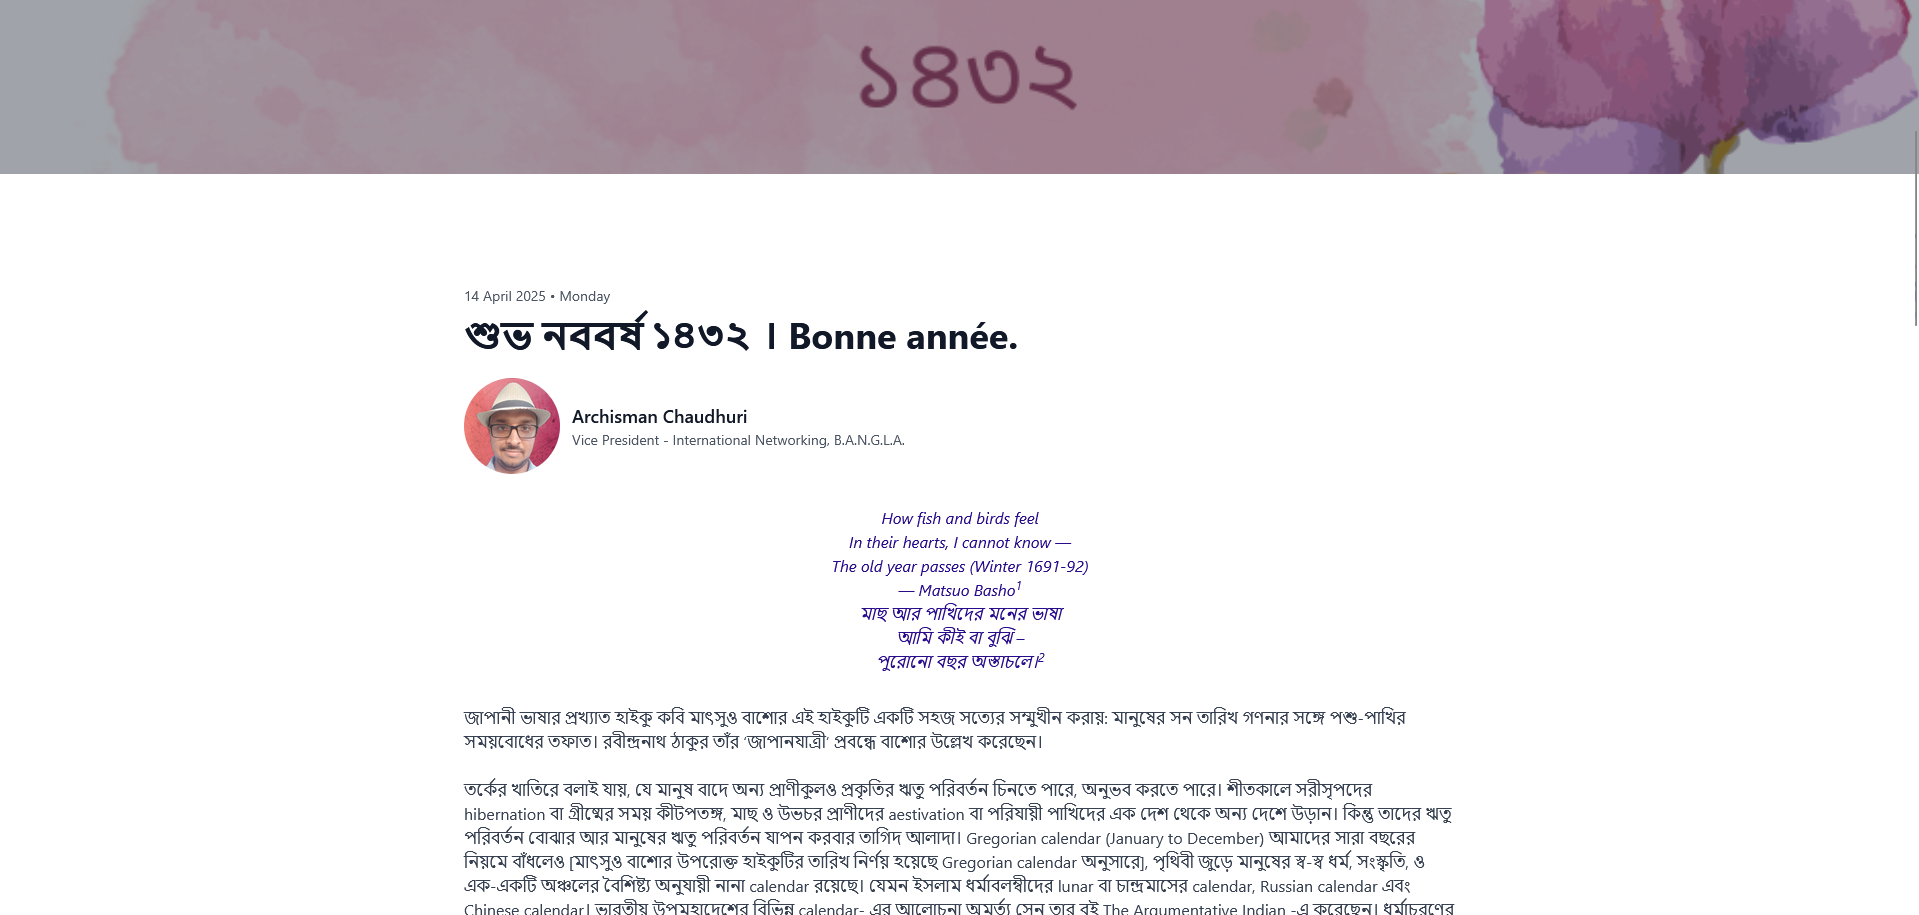 ১৪৩২
14 April 2025 • Monday
শুভ নববর্ষ ১৪৩২ । Bonne année.
Archisman Chaudhuri
Vice President - International Networking, B.A.N.G.L.A.
How fish and birds feel
In their hearts, I cannot know —
The old year passes (Winter 1691-92)
— Matsuo Basho1
মাছ আর পাখিদের মনের ভাষা
আমি কীই বা বুঝি –
পুরোনো বছর অস্তাচলে।2
জাপানী ভাষার প্রখ্যাত হাইকু কবি মাৎসুও বাশোর এই হাইকুটি একটি সহজ সত্যের সম্মুখীন করায়: মানুষের সন তারিখ গণনার সঙ্গে পশু-পাখির
সময়বোধের তফাত। রবীন্দ্রনাথ ঠাকুর তাঁর ‘জাপানযাত্রী’ প্রবন্ধে বাশোর উল্লেখ করেছেন।
তর্কের খাতিরে বলাই যায়, যে মানুষ বাদে অন্য প্রাণীকুলও প্রকৃতির ঋতু পরিবর্তন চিনতে পারে, অনুভব করতে পারে। শীতকালে সরীসৃপদের
hibernation বা গ্রীষ্মের সময় কীটপতঙ্গ, মাছ ও উভচর প্রাণীদের aestivation বা পরিযায়ী পাখিদের এক দেশ থেকে অন্য দেশে উড়ান। কিন্তু তাদের ঋতু
পরিবর্তন বোঝার আর মানুষের ঋতু পরিবর্তন যাপন করবার তাগিদ আলাদা। Gregorian calendar (January to December) আমাদের সারা বছরের
নিয়মে বাঁধলেও [মাৎসুও বাশোর উপরোক্ত হাইকুটির তারিখ নির্ণয় হয়েছে Gregorian calendar অনুসারে], পৃথিবী জুড়ে মানুষের স্ব-স্ব ধর্ম, সংস্কৃতি, ও
এক-একটি অঞ্চলের বৈশিষ্ট্য অনুযায়ী নানা calendar রয়েছে। যেমন ইসলাম ধর্মাবলম্বীদের lunar বা চান্দ্রমাসের calendar, Russian calendar এবং
Chinese calendar। ভারতীয় উপমহাদেশের বিভিন্ন calendar- এর আলোচনা অমর্ত্য সেন তার বই The Argumentative Indian -এ করেছেন। ধর্মাচরণের